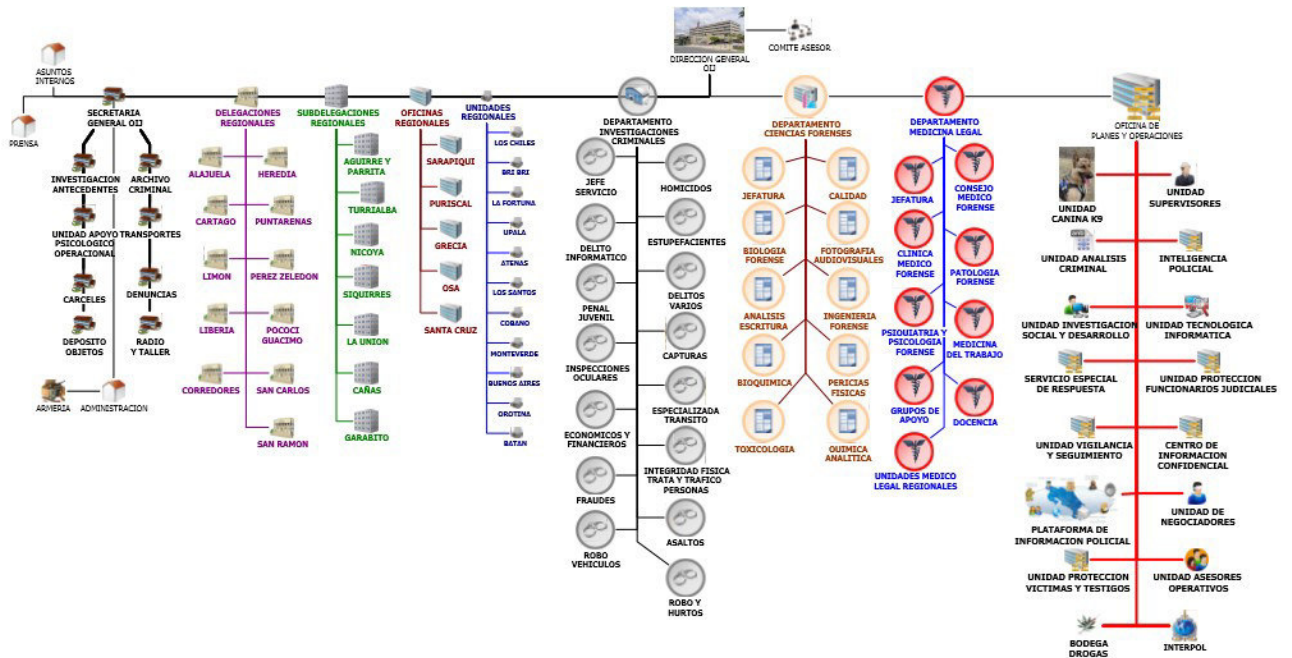 DIRECCION GENERAL
OIJ
COMITE ASESOR
ASUNTOS
INTERNOS
PRENSA
SECRETARIA
GENERAL OIJ
INVESTIGACION
ANTECEDENTES
ARCHIVO
CRIMINAL
UNIDAD APOYO
PSICOLOGICO
OPERACIONAL
TRANSPORTES
CARCELES
DENUNCIAS
DEPOSITO
OBJETOS
RADIO
Y TALLER
ARMERIA
ADMINISTRACION
DELEGACIONES
REGIONALES
ALAJUELA
HEREDIA
CARTAGO
PUNTARENAS
LIMON
PEREZ ZELEDON
LIBERIA
POCOCI
GUACIMO
CORREDORES
SAN CARLOS
SAN RAMON
SUBDELEGACIONES
REGIONALES
AGUIRRE Y
PARRITA
TURRIALBA
NICOYA
SIQUIRRES
LA UNION
CAÑAS
GARABITO
OFICINAS
REGIONALES
SARAPIQUI
PURISCAL
GRECIA
OSA
SANTA CRUZ
UNIDADES
REGIONALES
LOS CHILES
BRI BRI
LA FORTUNA
UPALA
ATENAS
LOS SANTOS
COBANO
MONTEVERDE
BUENOS AIRES
OROTINA
BATAN
DEPARTAMENTO
INVESTIGACIONES
CRIMINALES
JEFE
SERVICIO
HOMICIDOS
DELITO
INFORMATICO
ESTUPEFACIENTES
PENAL
JUVENIL
DELITOS
VARIOS
INSPECCIONES
OCULARES
CAPTURAS
ECONOMICOS Y
FINANCIEROS
ESPECIALIZADA
TRANSITO
FRAUDES
INTEGRIDAD FISICA
TRATA Y TRAFICO
PERSONAS
ROBO
VEHICULOS
ASALTOS
ROBO Y
HURTOS
DEPARTAMENTO
CIENCIAS FORENSES
JEFATURA
CALIDAD
BIOLOGIA
FORENSE
FOTOGRAFIA
AUDIOVISUALES
ANALISIS
ESCRITURA
INGENIERIA
FORENSE
BIOQUIMICA
PERICIAS
FISICAS
TOXICOLOGIA
QUIMICA
ANALITICA
DEPARTAMENTO
MEDICINA LEGAL
JEFATURA
CONSEJO
MEDICO
FORENSE
CLINICA
MEDICO
FORENSE
PATOLOGIA
FORENSE
PSIQUIATRIA Y
PSICOLOGIA
FORENSE
MEDICINA
DEL TRABAJO
GRUPOS DE
APOYO
DOCENCIA
UNIDADES MEDICO
LEGAL REGIONALES
OFICINA DE
PLANES Y OPERACIONES
UNIDAD
CANINA K9
UNIDAD
SUPERVISORES
UNIDAD ANALISIS
CRIMINAL
INTELIGENCIA
POLICIAL
UNIDAD INVESTIGACION
SOCIAL Y DESARROLLO
UNIDAD TECNOLOGICA
INFORMATICA
SERVICIO ESPECIAL
DE RESPUESTA
UNIDAD PROTECCION
FUNCIONARIOS JUDICIALES
UNIDAD VIGILANCIA
Y SEGUIMIENTO
CENTRO DE
INFORMACION
CONFIDENCIAL
PLATAFORMA DE
INFORMACION POLICIAL
UNIDAD DE
NEGOCIADORES
UNIDAD PROTECCION
VICTIMAS Y TESTIGOS
UNIDAD ASESORES
OPERATIVOS
BODEGA
DROGAS
INTERPOL